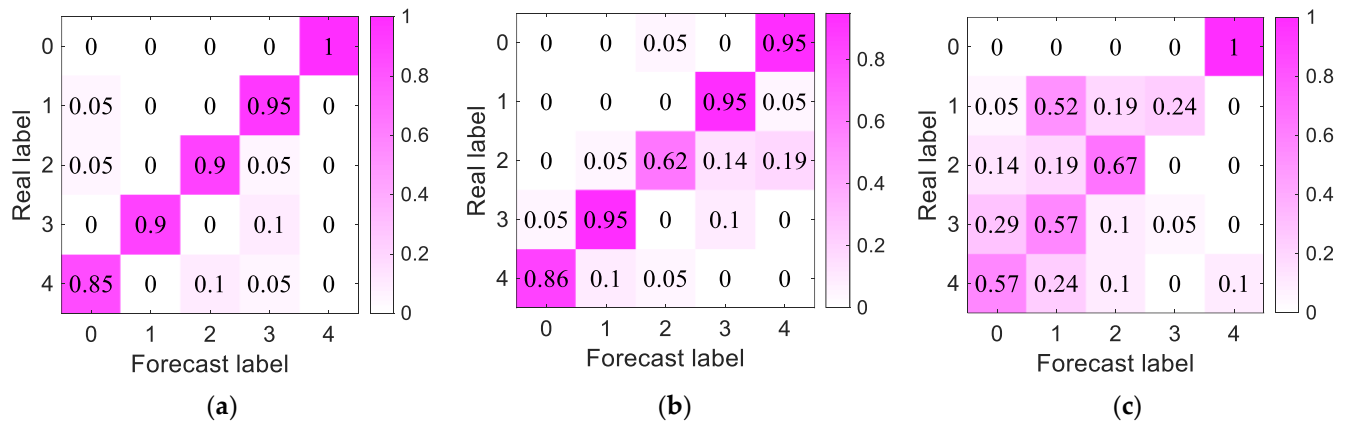 0 0 0 0 0 1
1 0.05 0 0 0.95 0
2 0.05 0 0.9 0.05 0
3 0 0.9 0 0.1 0
4 0.85 0 0.1 0.05 0
0 1 2 3 4
Real label
Forecast label
1
0.8
0.6
0.4
0.2
0
(a)
0 0 0 0.05 0 0.95
1 0 0 0 0.95 0.05
2 0 0.05 0.62 0.14 0.19
3 0.05 0.95 0 0.1 0
4 0.86 0.1 0.05 0 0
0 1 2 3 4
Real label
Forecast label
0.8
0.6
0.4
0.2
0
(b)
0 0 0 0 0 1
1 0.05 0.52 0.19 0.24 0
2 0.14 0.19 0.67 0 0
3 0.29 0.57 0.1 0.05 0
4 0.57 0.24 0.1 0 0.1
0 1 2 3 4
Real label
Forecast label
1
0.8
0.6
0.4
0.2
0
(c)